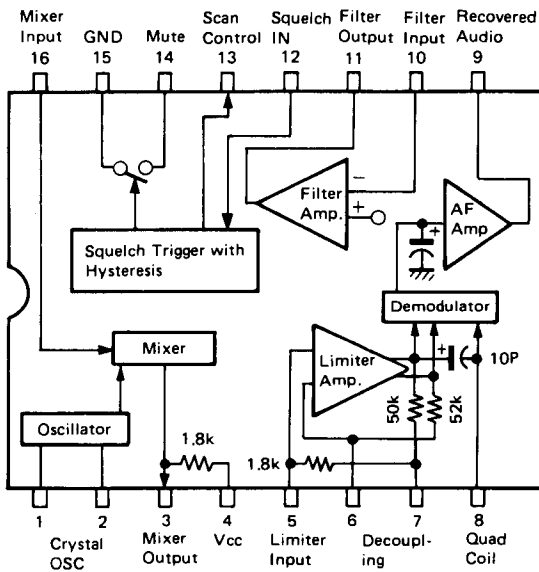 Mixer Input
GND
Mute
Scan Control
Squelch IN
Filter Output
Filter Input
Recovered Audio
16
15
14
13
12
11
10
9
Filter Amp.
−
+
AF Amp
+
Squelch Trigger with Hysteresis
Demodulator
Mixer
Limiter Amp.
+
10P
50k
52k
Oscillator
1.8k
1.8k
1
2
3
4
5
6
7
8
Crystal OSC
Mixer Output
Vcc
Limiter Input
Decoupling
Quad Coil